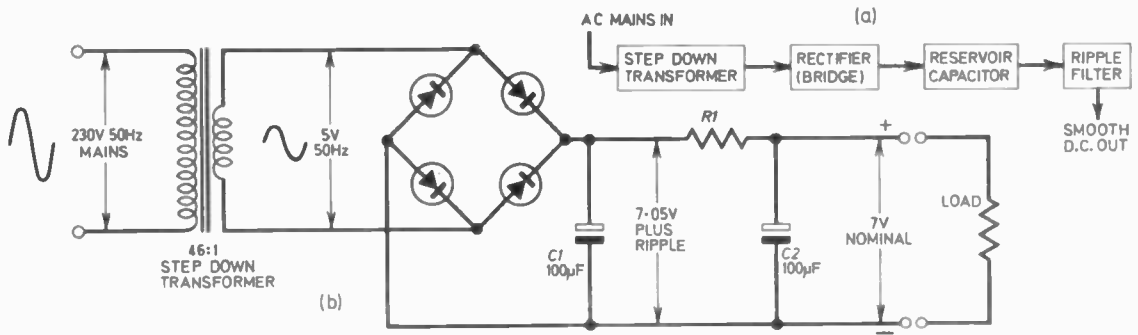 (a)
AC MAINS IN
STEP DOWN
TRANSFORMER
RECTIFIER
(BRIDGE)
RESERVOIR
CAPACITOR
RIPPLE
FILTER
SMOOTH
D.C. OUT
230V 50Hz
MAINS
5V
50Hz
46:1
STEP DOWN
TRANSFORMER
(b)
C1
100µF
7·05V
PLUS
RIPPLE
R1
C2
100µF
+
7V
NOMINAL
−
LOAD